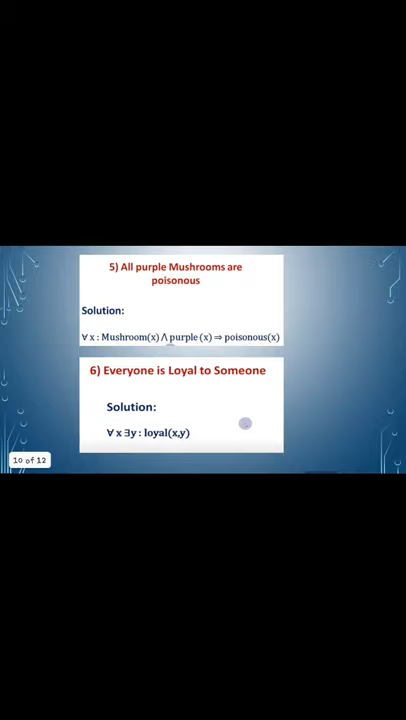 5) All purple Mushrooms are
poisonous
Solution:
∀ x : Mushroom(x) ⋀ purple (x) ⇒ poisonous(x)
6) Everyone is Loyal to Someone
Solution:
∀ x ∃y : loyal(x,y)
10 of 12